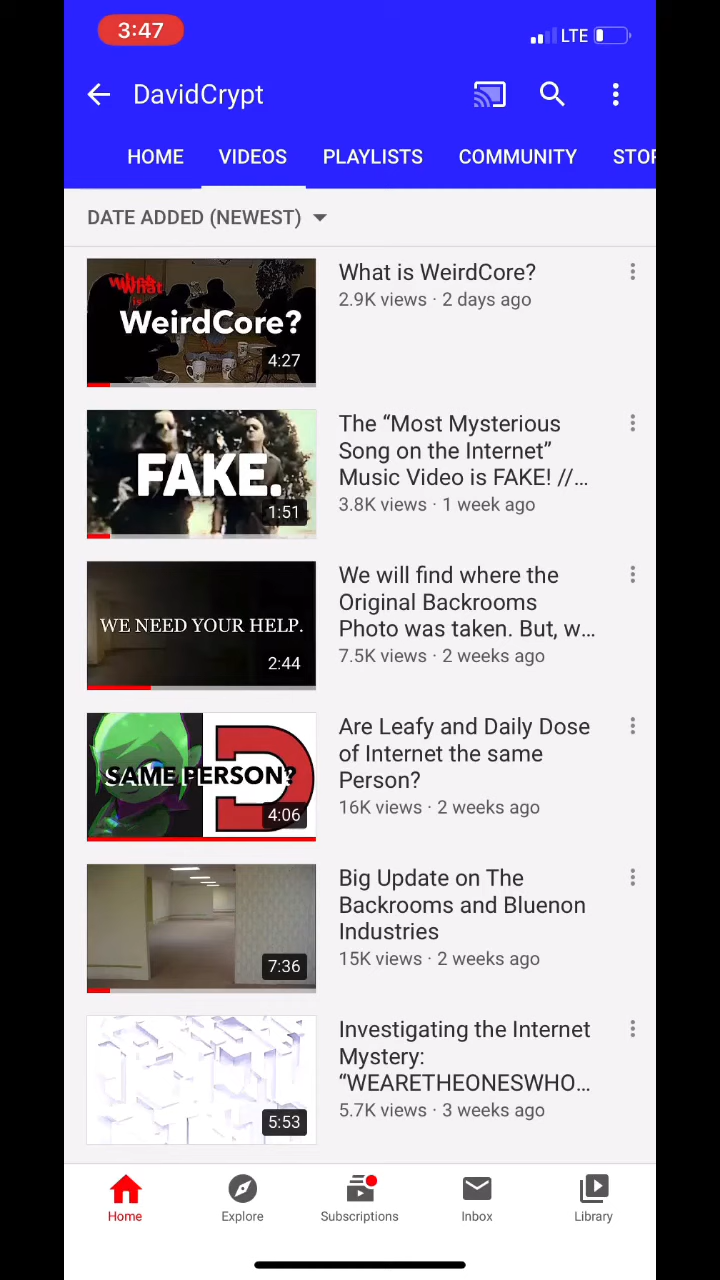 3:47
LTE
DavidCrypt
HOME VIDEOS PLAYLISTS COMMUNITY STOR
DATE ADDED (NEWEST)
What
What
is
WeirdCore?
4:27
What is WeirdCore?
2.9K views · 2 days ago
FAKE.
1:51
The “Most Mysterious
Song on the Internet”
Music Video is FAKE! //...
3.8K views · 1 week ago
WE NEED YOUR HELP.
2:44
We will find where the
Original Backrooms
Photo was taken. But, w...
7.5K views · 2 weeks ago
SAME PERSON?
4:06
Are Leafy and Daily Dose
of Internet the same
Person?
16K views · 2 weeks ago
7:36
Big Update on The
Backrooms and Bluenon
Industries
15K views · 2 weeks ago
5:53
Investigating the Internet
Mystery:
“WEARETHEONESWHO...
5.7K views · 3 weeks ago
Home Explore Subscriptions Inbox Library